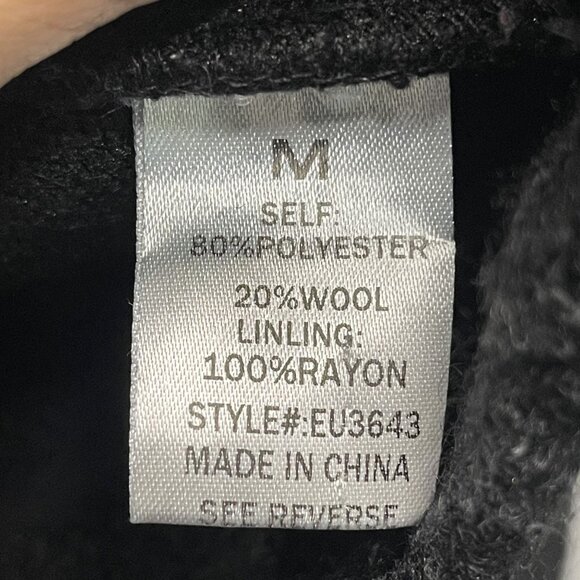 M
SELF:
80%POLYESTER
20%WOOL
LINLING:
100%RAYON
STYLE#:EU3643
MADE IN CHINA
SEE REVERSE